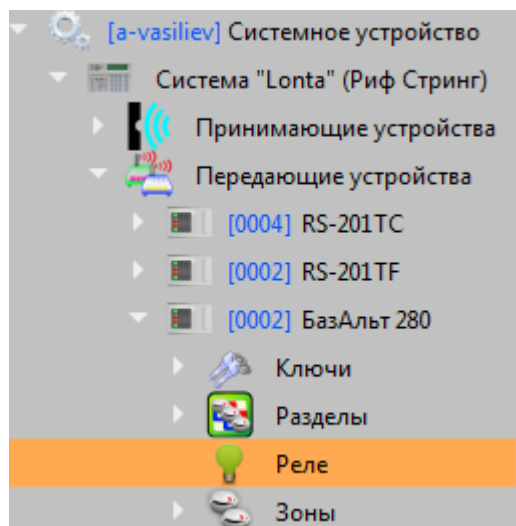 [a-vasiliev] Системное устройство
Система "Lonta" (Риф Стринг)
Принимающие устройства
Передающие устройства
[0004] RS-201TC
[0002] RS-201TF
[0002] БазАльт 280
Ключи
Разделы
Реле
Зоны